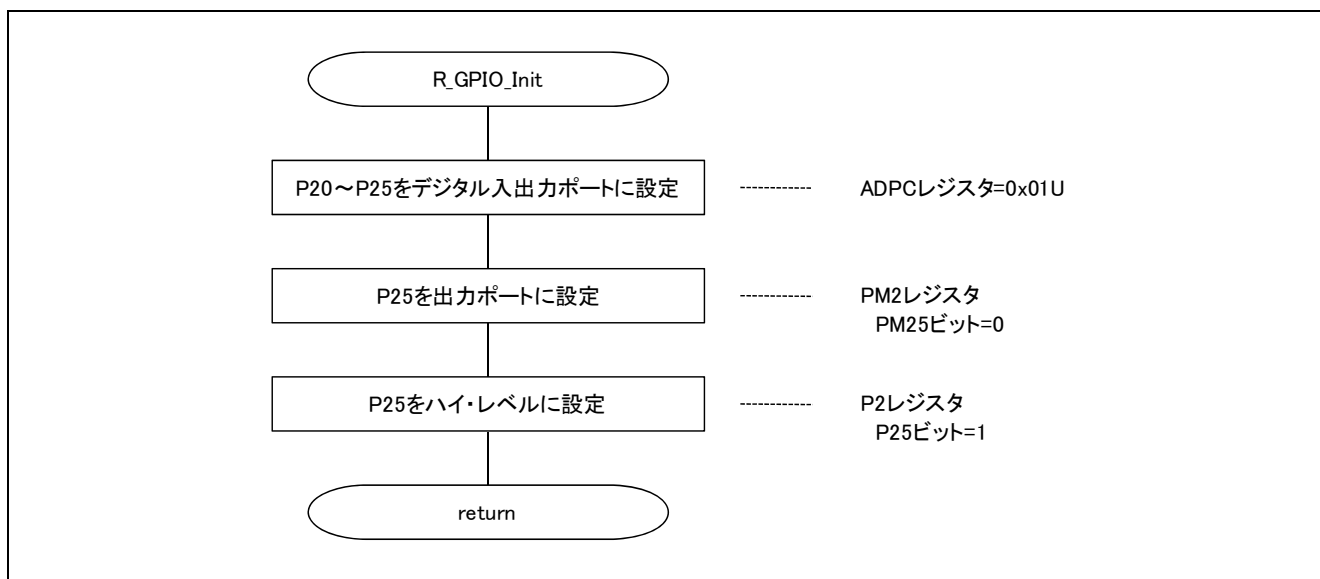 R_GPIO_Init
P20～P25をデジタル入出力ポートに設定
ADPCレジスタ=0x01U
P25を出力ポートに設定
PM2レジスタ
PM25ビット=0
P25をハイ・レベルに設定
P2レジスタ
P25ビット=1
return